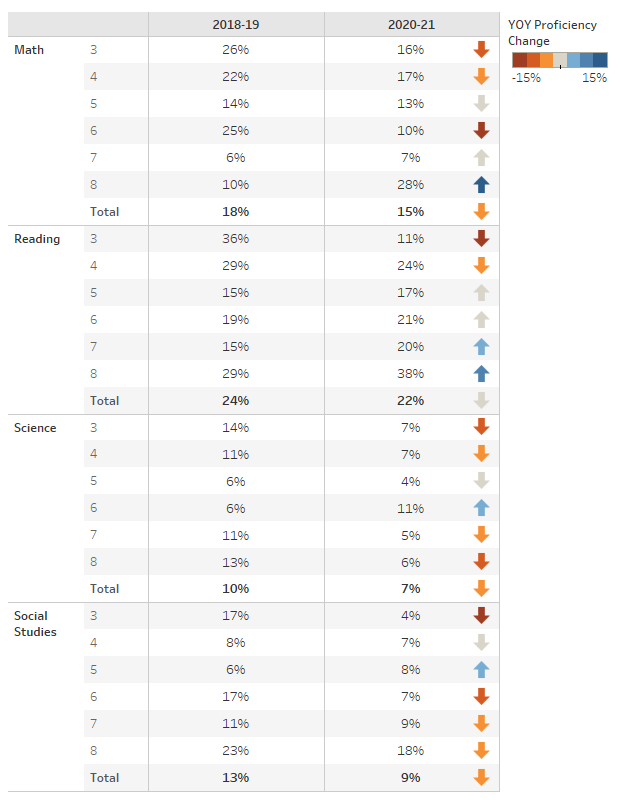 2018-19 2020-21
Math 3 26% 16%
4 22% 17%
5 14% 13%
6 25% 10%
7 6% 7%
8 10% 28%
Total 18% 15%
Reading 3 36% 11%
4 29% 24%
5 15% 17%
6 19% 21%
7 15% 20%
8 29% 38%
Total 24% 22%
Science 3 14% 7%
4 11% 7%
5 6% 4%
6 6% 11%
7 11% 5%
8 13% 6%
Total 10% 7%
Social 3 17% 4%
Studies
4 8% 7%
5 6% 8%
6 17% 7%
7 11% 9%
8 23% 18%
Total 13% 9%
YOY Proficiency
Change
-15% 15%